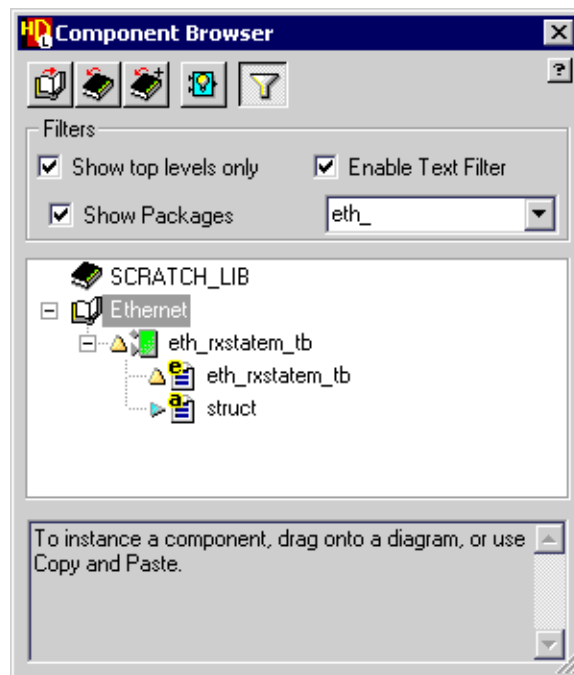 HDL Component Browser
?
Filters
Show top levels only Enable Text Filter
Show Packages eth_
SCRATCH_LIB
Ethernet
eth_rxstatem_tb
e eth_rxstatem_tb
a struct
To instance a component, drag onto a diagram, or use
Copy and Paste.